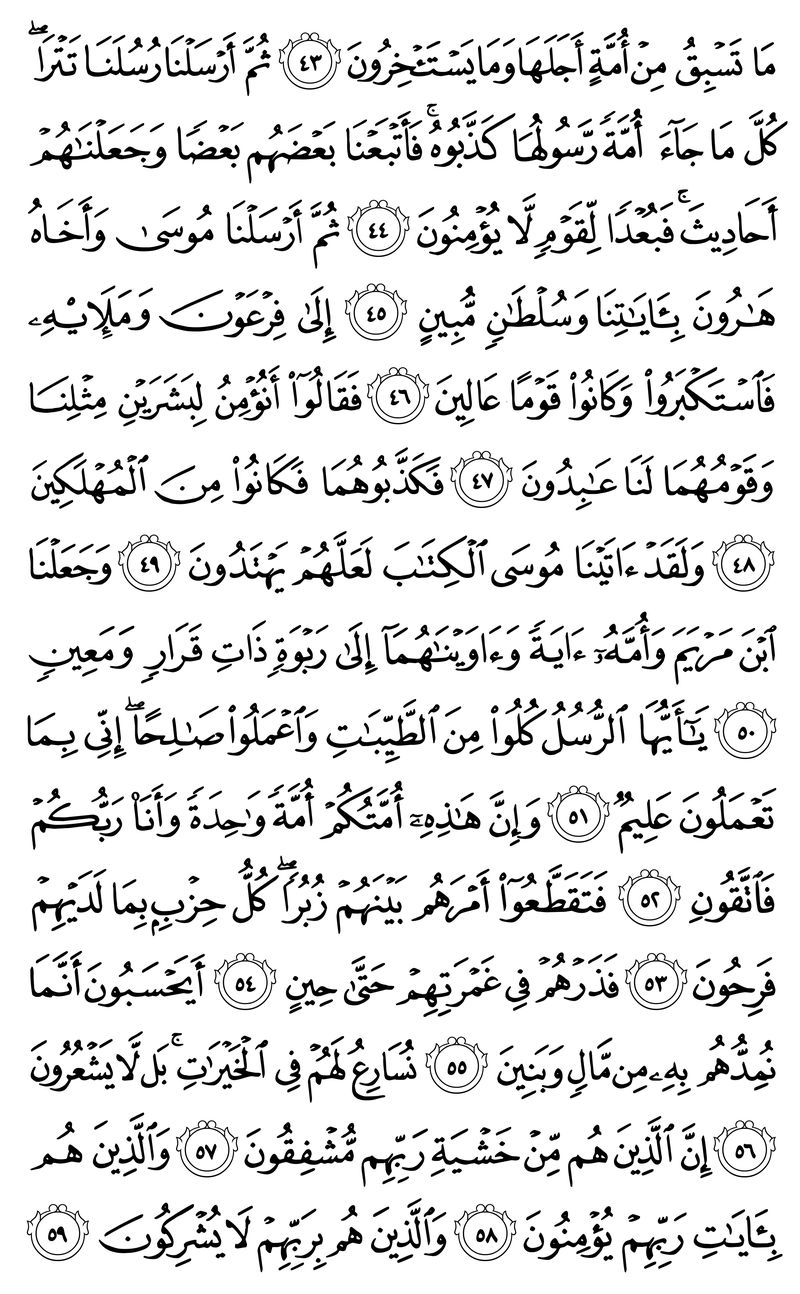 مَا تَسۡبِقُ مِنۡ أُمَّةٍ أَجَلَهَا وَمَا يَسۡتَـٔۡخِرُونَ ٤٣ ثُمَّ أَرۡسَلۡنَا رُسُلَنَا تَتۡرَاۖ
كُلَّ مَا جَآءَ أُمَّةٗ رَّسُولُهَا كَذَّبُوهُۚ فَأَتۡبَعۡنَا بَعۡضَهُم بَعۡضٗا وَجَعَلۡنَٰهُمۡ
أَحَادِيثَۚ فَبُعۡدٗا لِّقَوۡمٖ لَّا يُؤۡمِنُونَ ٤٤ ثُمَّ أَرۡسَلۡنَا مُوسَىٰ وَأَخَاهُ
هَٰرُونَ بِـَٔايَٰتِنَا وَسُلۡطَٰنٖ مُّبِينٍ ٤٥ إِلَىٰ فِرۡعَوۡنَ وَمَلَإِيْهِۦ
فَٱسۡتَكۡبَرُواْ وَكَانُواْ قَوۡمًا عَالِينَ ٤٦ فَقَالُوٓاْ أَنُؤۡمِنُ لِبَشَرَيۡنِ مِثۡلِنَا
وَقَوۡمُهُمَا لَنَا عَٰبِدُونَ ٤٧ فَكَذَّبُوهُمَا فَكَانُواْ مِنَ ٱلۡمُهۡلَكِينَ
٤٨ وَلَقَدۡ ءَاتَيۡنَا مُوسَى ٱلۡكِتَٰبَ لَعَلَّهُمۡ يَهۡتَدُونَ ٤٩ وَجَعَلۡنَا
ٱبۡنَ مَرۡيَمَ وَأُمَّهُۥٓ ءَايَةٗ وَءَاوَيۡنَٰهُمَآ إِلَىٰ رَبۡوَةٖ ذَاتِ قَرَارٖ وَمَعِينٖ
٥٠ يَٰٓأَيُّهَا ٱلرُّسُلُ كُلُواْ مِنَ ٱلطَّيِّبَٰتِ وَٱعۡمَلُواْ صَٰلِحًاۖ إِنِّي بِمَا
تَعۡمَلُونَ عَلِيمٞ ٥١ وَإِنَّ هَٰذِهِۦٓ أُمَّتُكُمۡ أُمَّةٗ وَٰحِدَةٗ وَأَنَا۠ رَبُّكُمۡ
فَٱتَّقُونِ ٥٢ فَتَقَطَّعُوٓاْ أَمۡرَهُم بَيۡنَهُمۡ زُبُرٗاۖ كُلُّ حِزۡبِۭ بِمَا لَدَيۡهِمۡ
فَرِحُونَ ٥٣ فَذَرۡهُمۡ فِي غَمۡرَتِهِمۡ حَتَّىٰ حِينٍ ٥٤ أَيَحۡسَبُونَ أَنَّمَا
نُمِدُّهُم بِهِۦ مِن مَّالٖ وَبَنِينَ ٥٥ نُسَارِعُ لَهُمۡ فِي ٱلۡخَيۡرَٰتِۚ بَل لَّا يَشۡعُرُونَ
٥٦ إِنَّ ٱلَّذِينَ هُم مِّنۡ خَشۡيَةِ رَبِّهِم مُّشۡفِقُونَ ٥٧ وَٱلَّذِينَ هُم
بِـَٔايَٰتِ رَبِّهِمۡ يُؤۡمِنُونَ ٥٨ وَٱلَّذِينَ هُم بِرَبِّهِمۡ لَا يُشۡرِكُونَ ٥٩